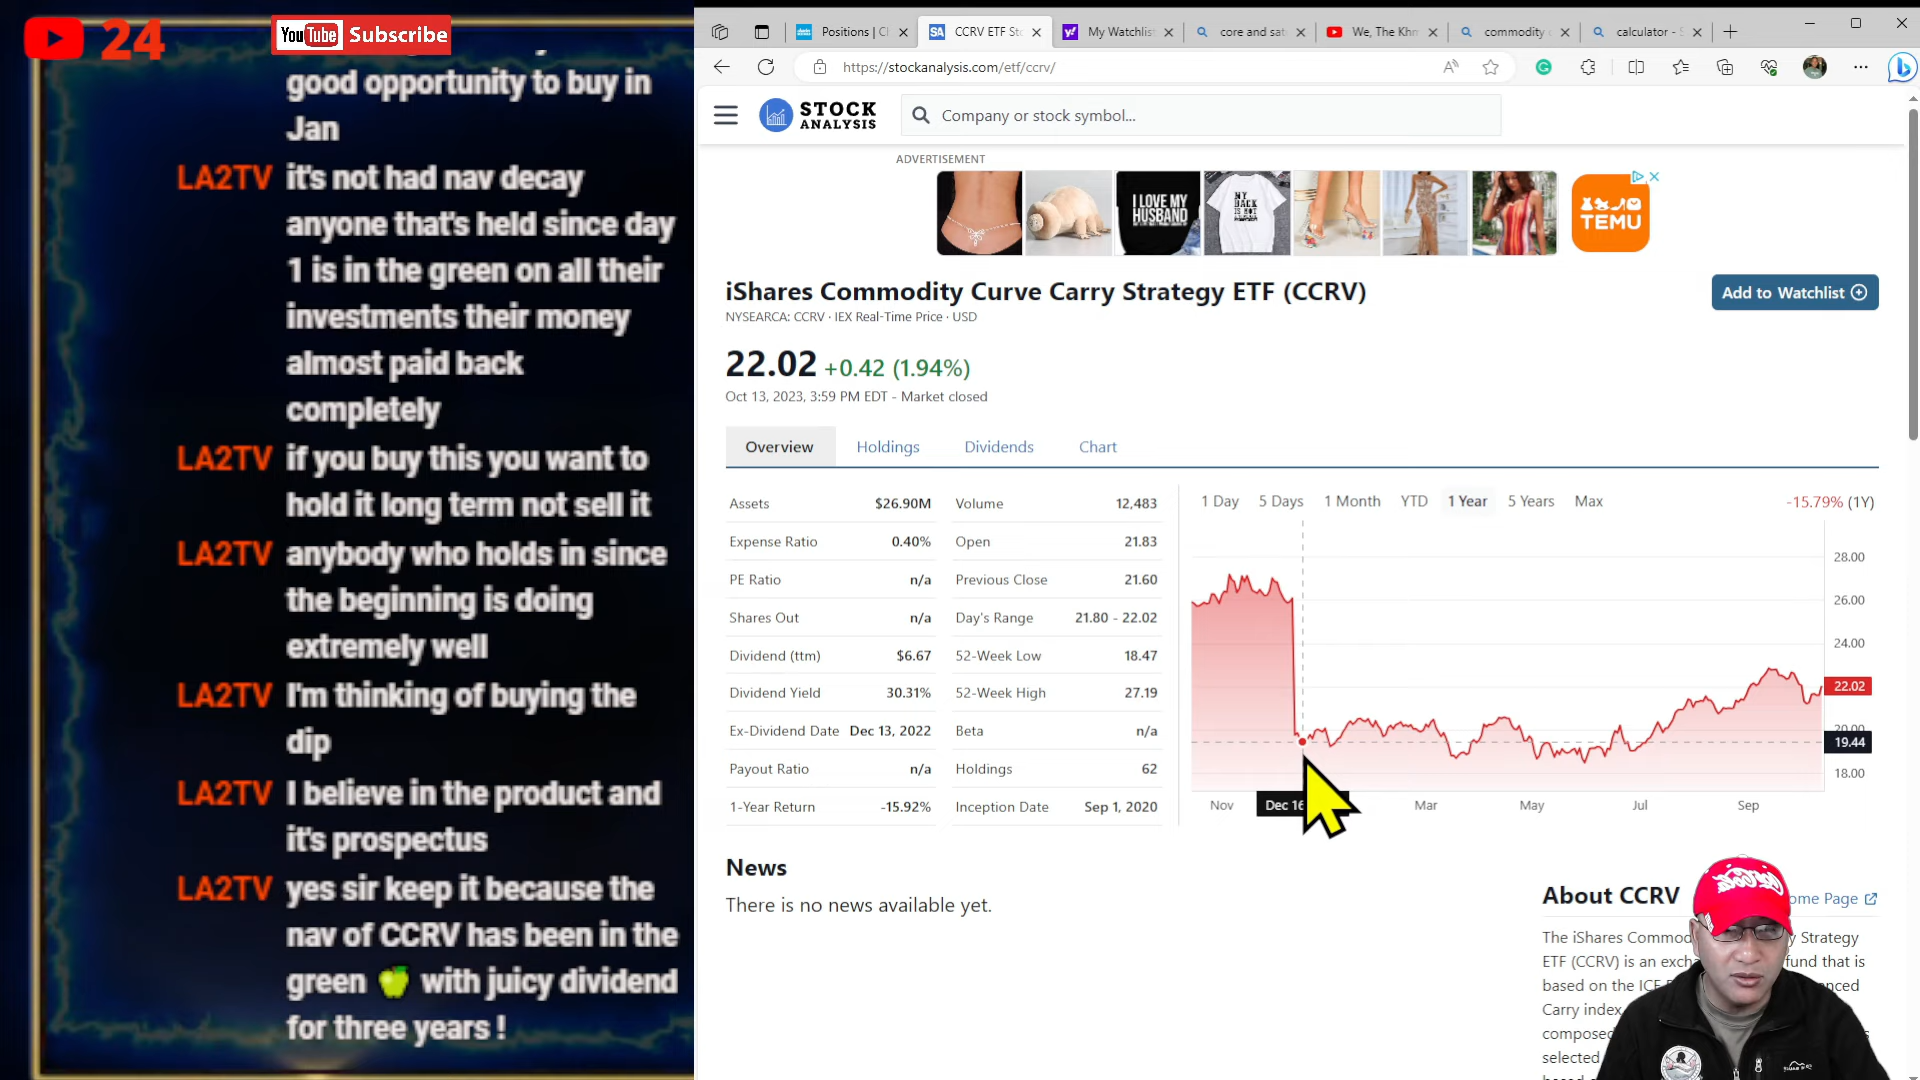 24
YouTube Subscribe
good opportunity to buy in
Jan
LA2TV it's not had nav decay
anyone that's held since day
1 is in the green on all their
investments their money
almost paid back
completely
LA2TV if you buy this you want to
hold it long term not sell it
LA2TV anybody who holds in since
the beginning is doing
extremely well
LA2TV I'm thinking of buying the
dip
LA2TV I believe in the product and
it's prospectus
LA2TV yes sir keep it because the
nav of CCRV has been in the
green 🍏 with juicy dividend
for three years !
Positions | Ch
CCRV ETF Sto
My Watchlist
core and sat
We, The Khm
commodity c
calculator - S
https://stockanalysis.com/etf/ccrv/
STOCK
ANALYSIS
Company or stock symbol...
ADVERTISEMENT
I LOVE MY
HUSBAND
MY
BACK IS
NOT
TEMU
iShares Commodity Curve Carry Strategy ETF (CCRV)
Add to Watchlist
NYSEARCA: CCRV · IEX Real-Time Price · USD
22.02 +0.42 (1.94%)
Oct 13, 2023, 3:59 PM EDT - Market closed
Overview Holdings Dividends Chart
Assets $26.90M Volume 12,483
Expense Ratio 0.40% Open 21.83
PE Ratio n/a Previous Close 21.60
Shares Out n/a Day's Range 21.80 - 22.02
Dividend (ttm) $6.67 52-Week Low 18.47
Dividend Yield 30.31% 52-Week High 27.19
Ex-Dividend Date Dec 13, 2022 Beta n/a
Payout Ratio n/a Holdings 62
1-Year Return -15.92% Inception Date Sep 1, 2020
1 Day 5 Days 1 Month YTD 1 Year 5 Years Max -15.79% (1Y)
28.00
26.00
24.00
22.02
20.00
19.44
18.00
Nov Dec 16 Mar May Jul Sep
News
There is no news available yet.
About CCRV
ome Page
The iShares Commod y Strategy
ETF (CCRV) is an exch fund that is
based on the ICE nced
Carry index.
composed
selected